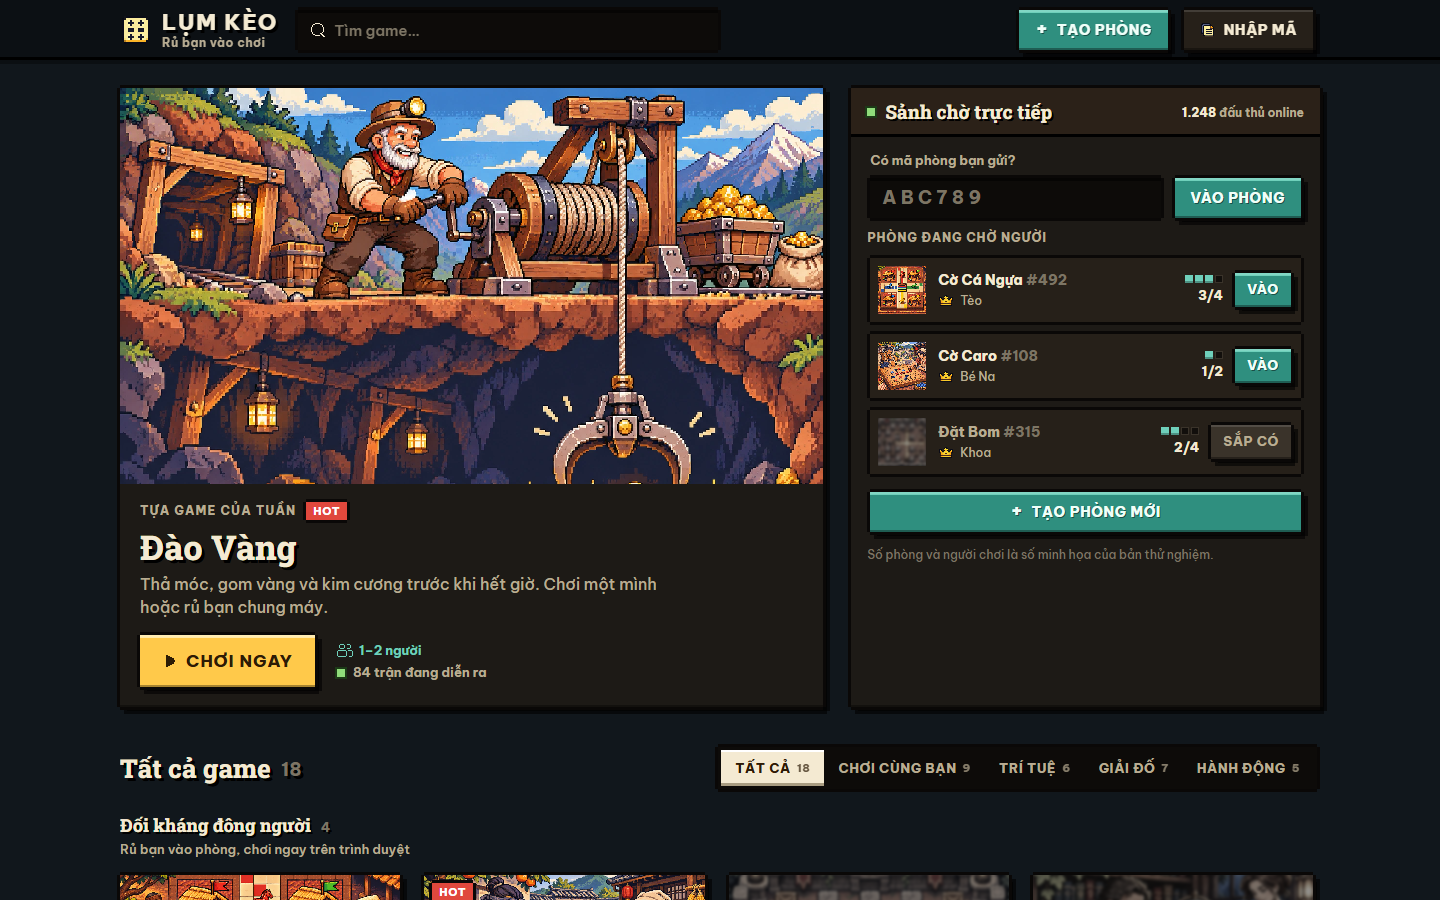 LỤM KÈO
Rủ bạn vào chơi
Tìm game...
+ TẠO PHÒNG
NHẬP MÃ
Sảnh chờ trực tiếp
1.248 đấu thủ online
Có mã phòng bạn gửi?
ABC789
VÀO PHÒNG
PHÒNG ĐANG CHỜ NGƯỜI
Cờ Cá Ngựa #492
Tèo
3/4
VÀO
Cờ Caro #108
Bé Na
1/2
VÀO
Đặt Bom #315
Khoa
2/4
SẮP CÓ
+ TẠO PHÒNG MỚI
Số phòng và người chơi là số minh họa của bản thử nghiệm.
TỰA GAME CỦA TUẦN HOT
Đào Vàng
Thả móc, gom vàng và kim cương trước khi hết giờ. Chơi một mình
hoặc rủ bạn chung máy.
CHƠI NGAY
1–2 người
84 trận đang diễn ra
Tất cả game 18
TẤT CẢ 18
CHƠI CÙNG BẠN 9
TRÍ TUỆ 6
GIẢI ĐỐ 7
HÀNH ĐỘNG 5
Đối kháng đông người 4
Rủ bạn vào phòng, chơi ngay trên trình duyệt
HOT